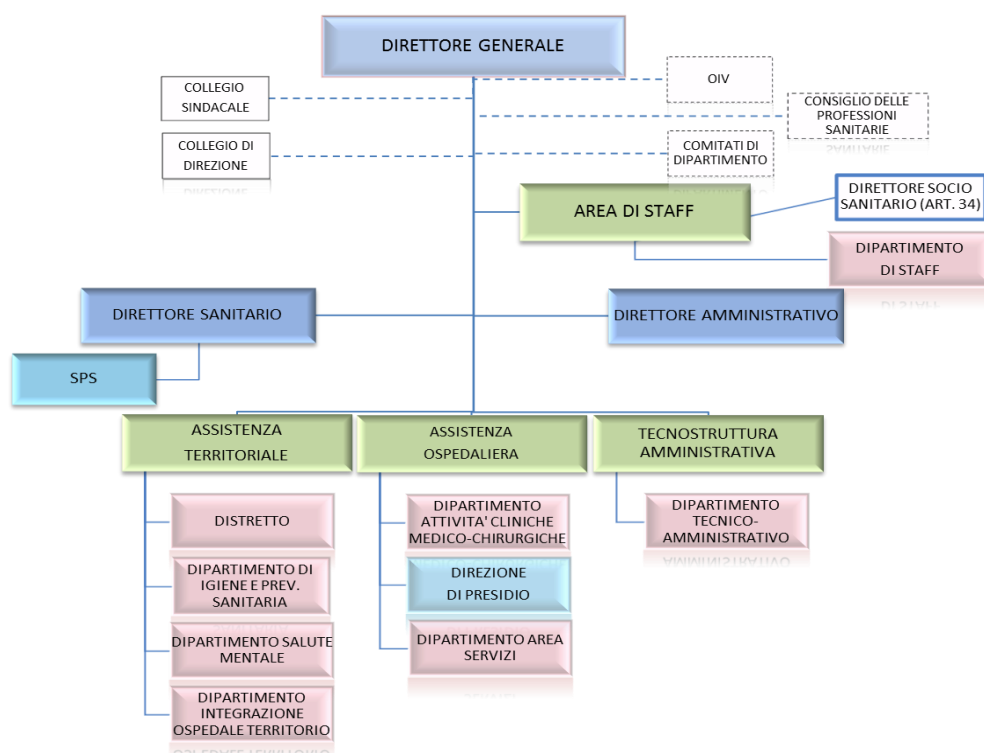 DIRETTORE GENERALE
COLLEGIO
SINDACALE
OIV
CONSIGLIO DELLE
PROFESSIONI
SANITARIE
COLLEGIO DI
DIREZIONE
COMITATI DI
DIPARTIMENTO
AREA DI STAFF
DIRETTORE SOCIO
SANITARIO (ART. 34)
DIPARTIMENTO
DI STAFF
DIRETTORE SANITARIO
DIRETTORE AMMINISTRATIVO
SPS
ASSISTENZA
TERRITORIALE
ASSISTENZA
OSPEDALIERA
TECNOSTRUTTURA
AMMINISTRATIVA
DISTRETTO
DIPARTIMENTO DI
IGIENE E PREV.
SANITARIA
DIPARTIMENTO SALUTE
MENTALE
DIPARTIMENTO
INTEGRAZIONE
OSPEDALE TERRITORIO
DIPARTIMENTO
ATTIVITA' CLINICHE
MEDICO-CHIRURGICHE
DIREZIONE
DI PRESIDIO
DIPARTIMENTO AREA
SERVIZI
DIPARTIMENTO
TECNICO-
AMMINISTRATIVO